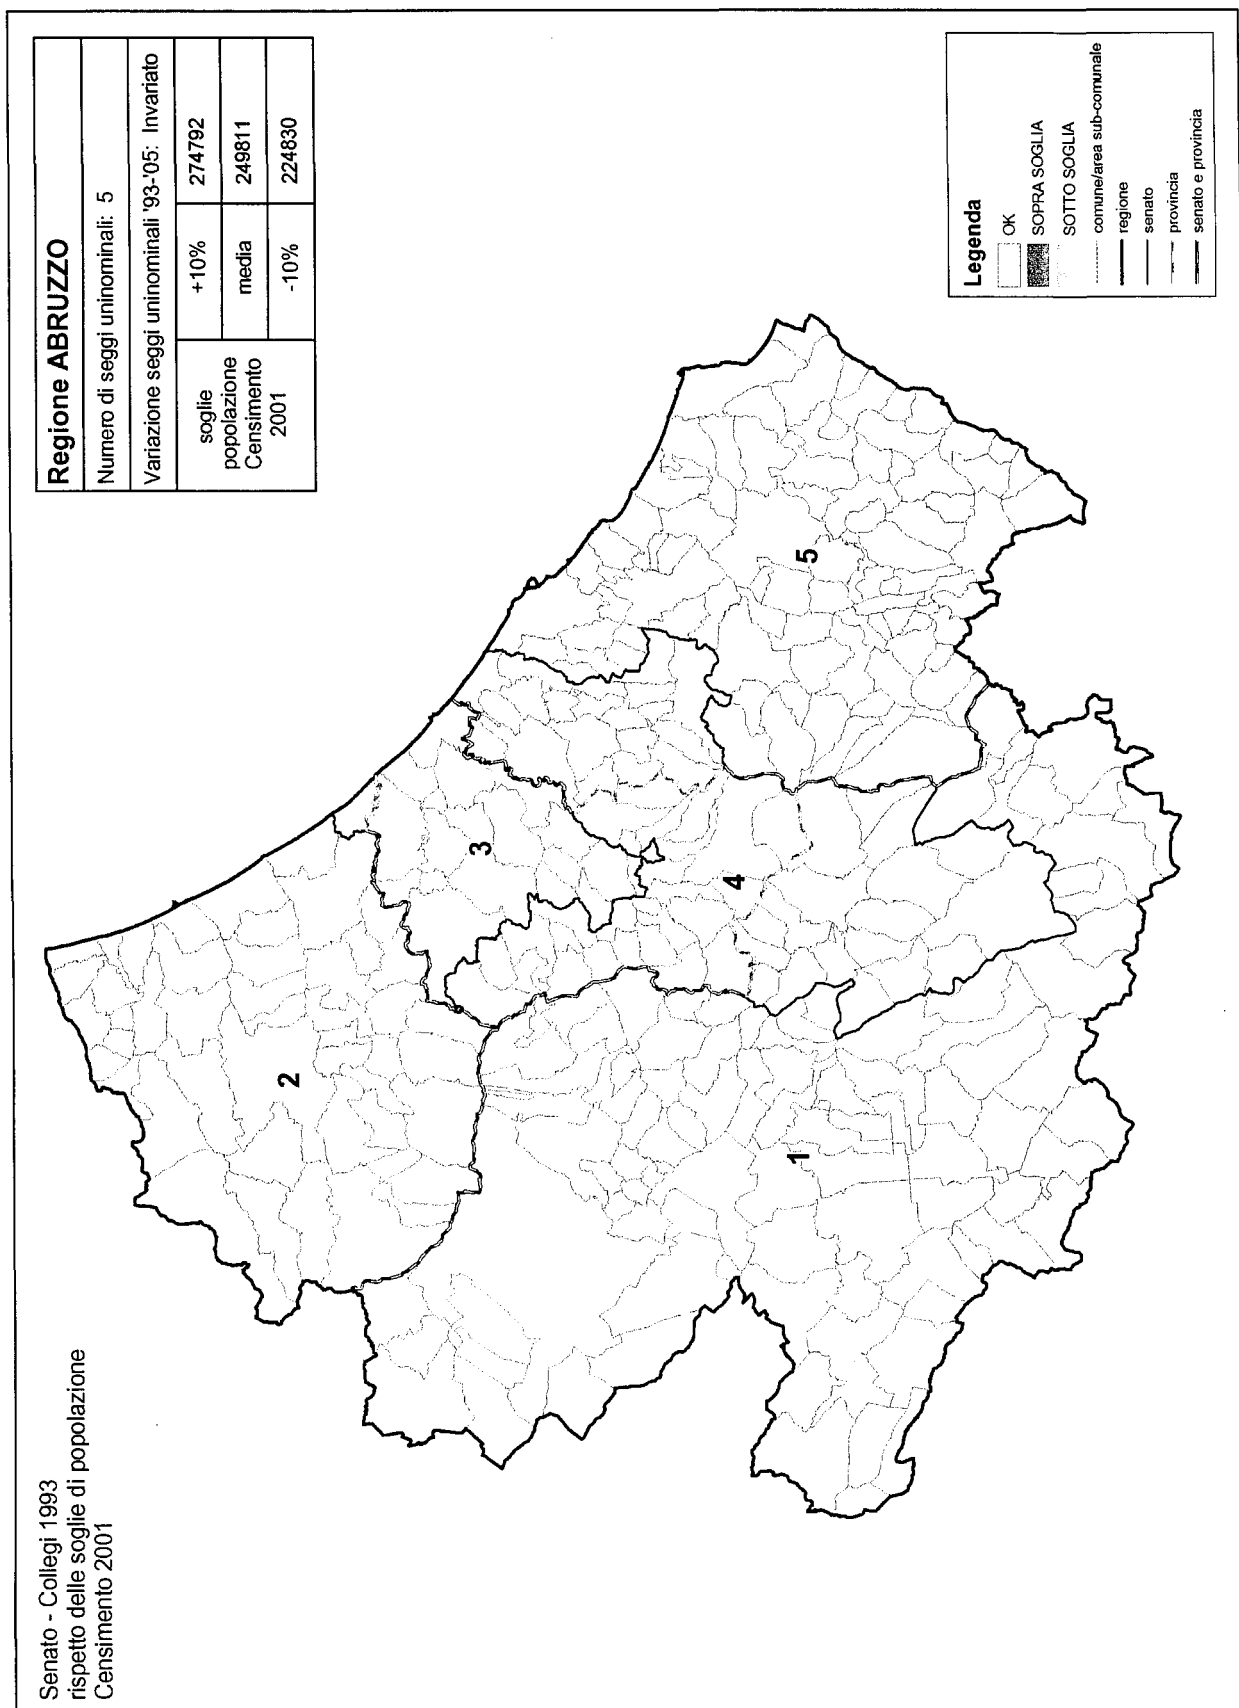 Senato - Collegi 1993
rispetto delle soglie di popolazione
Censimento 2001
Regione ABRUZZO
Numero di seggi uninominali: 5
Variazione seggi uninominali '93-'05: Invariato
soglie
popolazione
Censimento
2001
+10% 274792
media 249811
-10% 224830
2
3
1
4
5
Legenda
OK
SOPRA SOGLIA
SOTTO SOGLIA
comune/area sub-comunale
regione
senato
provincia
senato e provincia